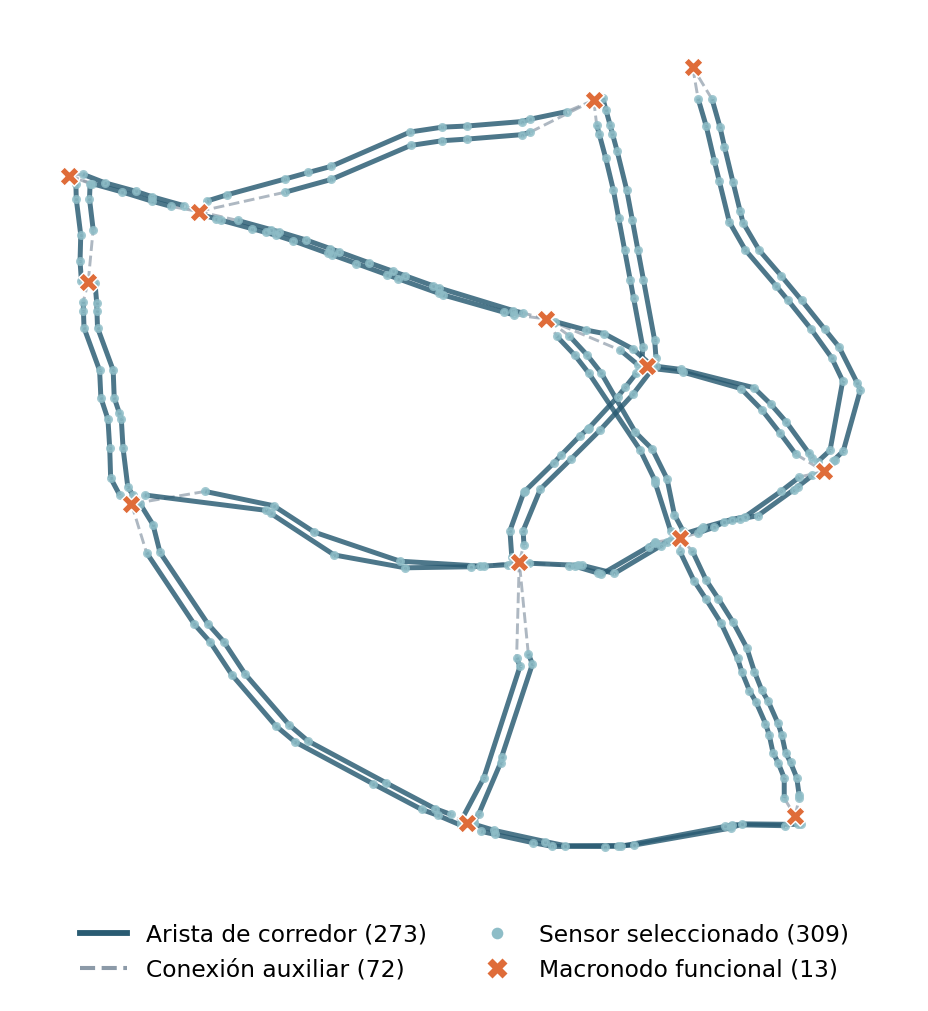 Arista de corredor (273)
Conexión auxiliar (72)
Sensor seleccionado (309)
Macronodo funcional (13)